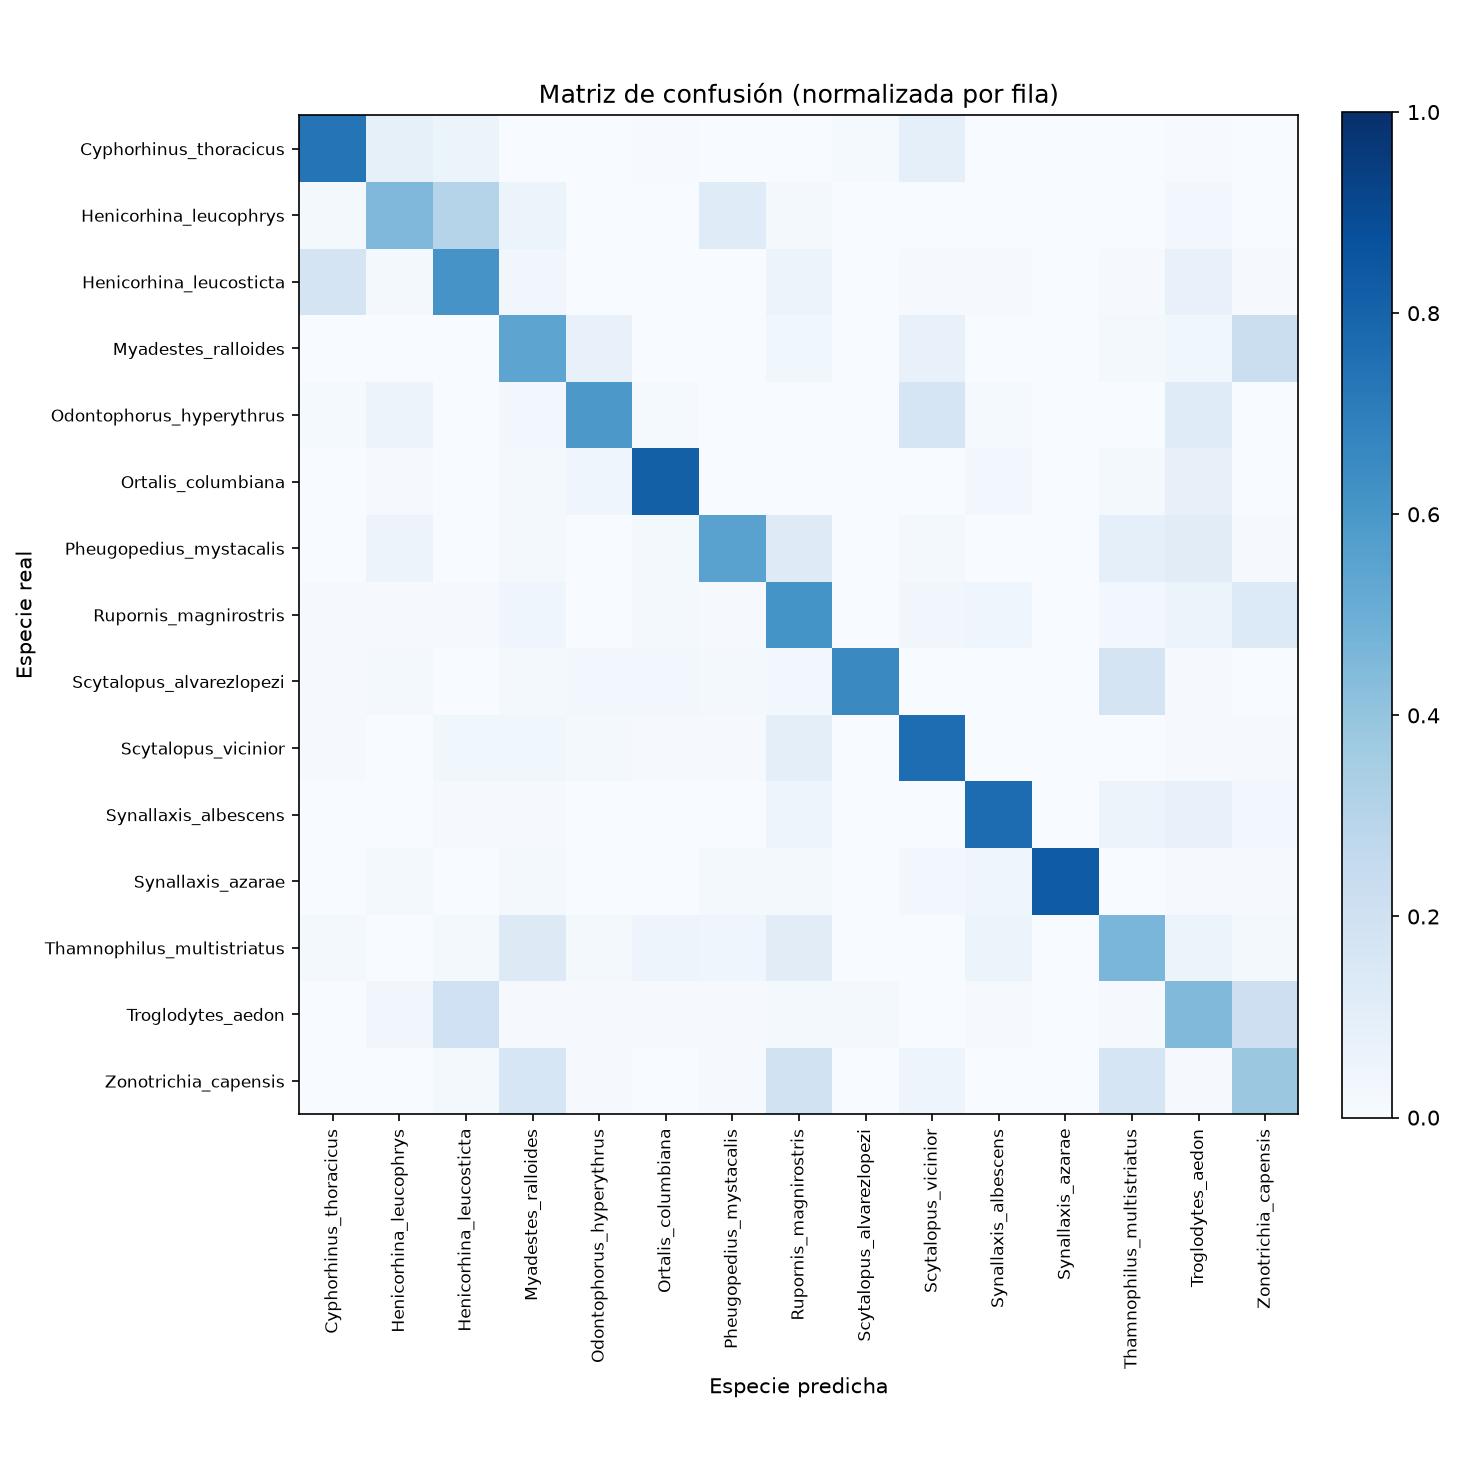 Matriz de confusión (normalizada por fila)
Especie real
Cyphorhinus_thoracicus
Henicorhina_leucophrys
Henicorhina_leucosticta
Myadestes_ralloides
Odontophorus_hyperythrus
Ortalis_columbiana
Pheugopedius_mystacalis
Rupornis_magnirostris
Scytalopus_alvarezlopezi
Scytalopus_vicinior
Synallaxis_albescens
Synallaxis_azarae
Thamnophilus_multistriatus
Troglodytes_aedon
Zonotrichia_capensis
Cyphorhinus_thoracicus
Henicorhina_leucophrys
Henicorhina_leucosticta
Myadestes_ralloides
Odontophorus_hyperythrus
Ortalis_columbiana
Pheugopedius_mystacalis
Rupornis_magnirostris
Scytalopus_alvarezlopezi
Scytalopus_vicinior
Synallaxis_albescens
Synallaxis_azarae
Thamnophilus_multistriatus
Troglodytes_aedon
Zonotrichia_capensis
Especie predicha
1.0
0.8
0.6
0.4
0.2
0.0